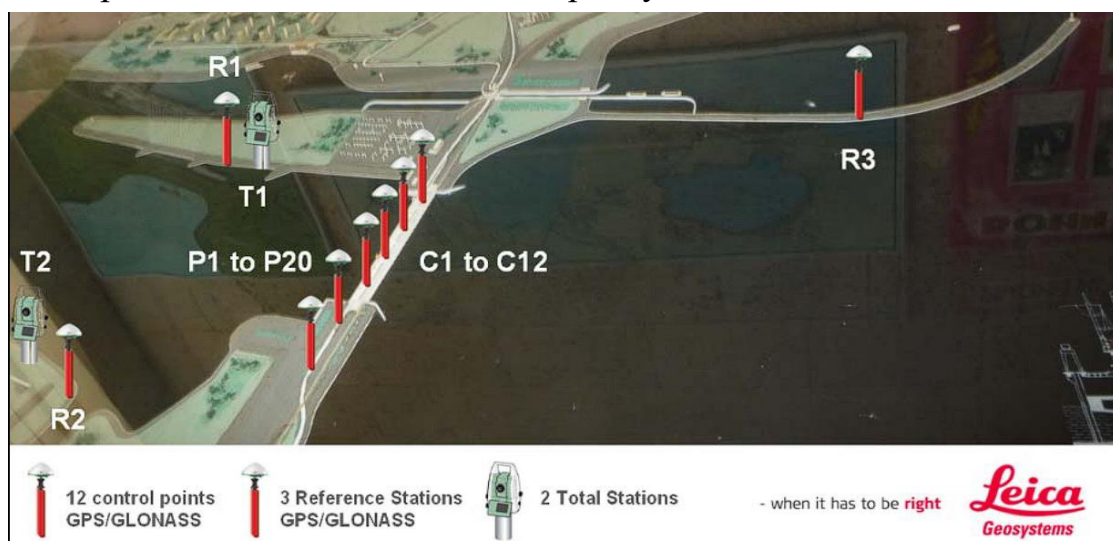 R1
R3
T1
T2
P1 to P20
C1 to C12
R2
12 control points
GPS/GLONASS
3 Reference Stations
GPS/GLONASS
2 Total Stations
- when it has to be right
Leica
Geosystems